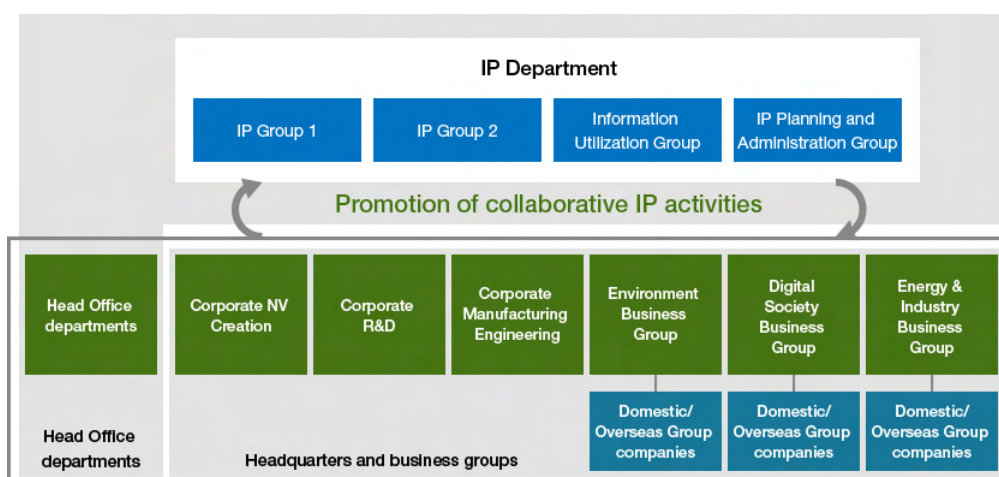 IP Department
IP Group 1
IP Group 2
Information
Utilization Group
IP Planning and
Administration Group
Promotion of collaborative IP activities
Head Office
departments
Corporate NV
Creation
Corporate
R&D
Corporate
Manufacturing
Engineering
Environment
Business
Group
Digital
Society
Business
Group
Energy &
Industry
Business
Group
Domestic/
Overseas Group
companies
Domestic/
Overseas Group
companies
Domestic/
Overseas Group
companies
Head Office
departments
Headquarters and business groups